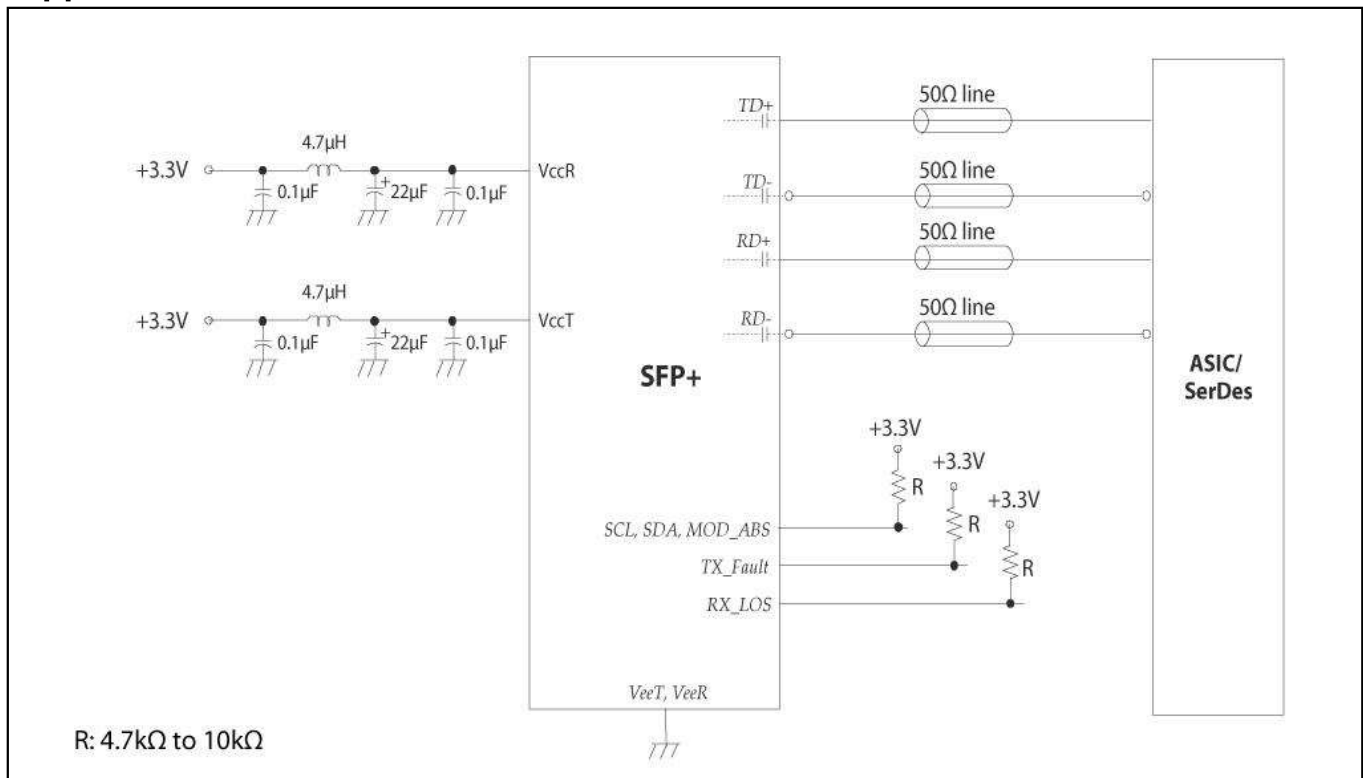 TD+
50Ω line
4.7μH
+3.3V
VccR
0.1μF
+
22μF
0.1μF
TD-
50Ω line
RD+
50Ω line
4.7μH
+3.3V
VccT
0.1μF
+
22μF
0.1μF
RD-
50Ω line
SFP+
ASIC/
SerDes
+3.3V
R
+3.3V
R
+3.3V
R
SCL, SDA, MOD_ABS
TX_Fault
RX_LOS
VeeT, VeeR
R: 4.7kΩ to 10kΩ